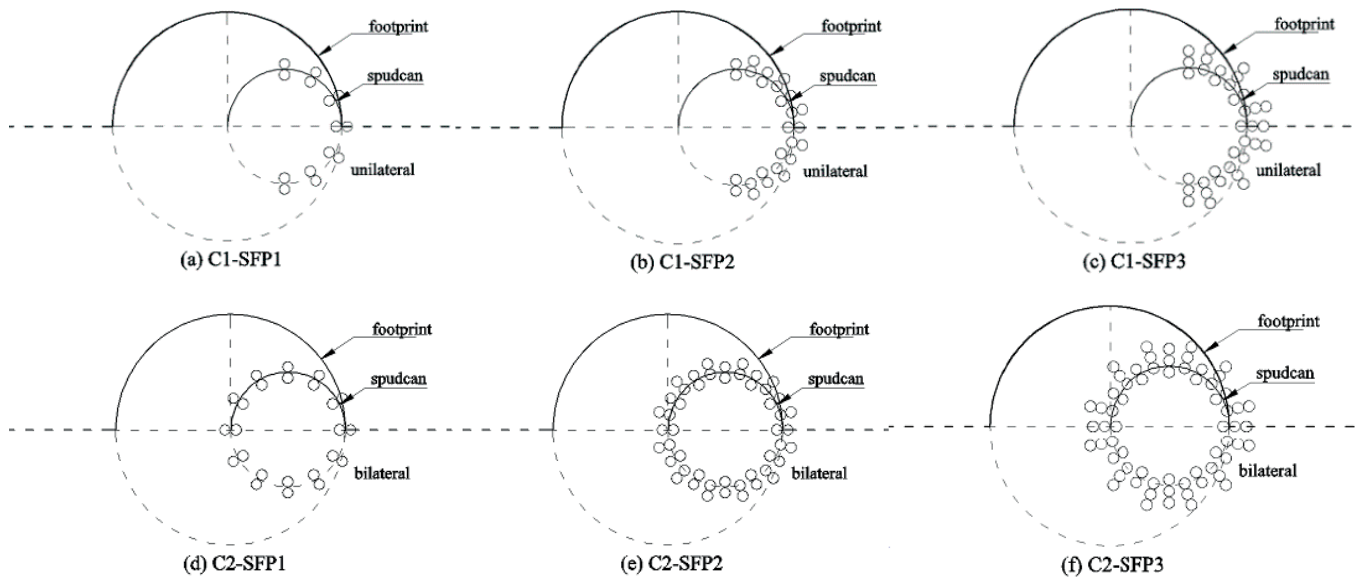 footprint
spudcan
unilateral
(a) C1-SFP1
footprint
spudcan
unilateral
(b) C1-SFP2
footprint
spudcan
unilateral
(c) C1-SFP3
footprint
spudcan
bilateral
(d) C2-SFP1
footprint
spudcan
bilateral
(e) C2-SFP2
footprint
spudcan
bilateral
(f) C2-SFP3